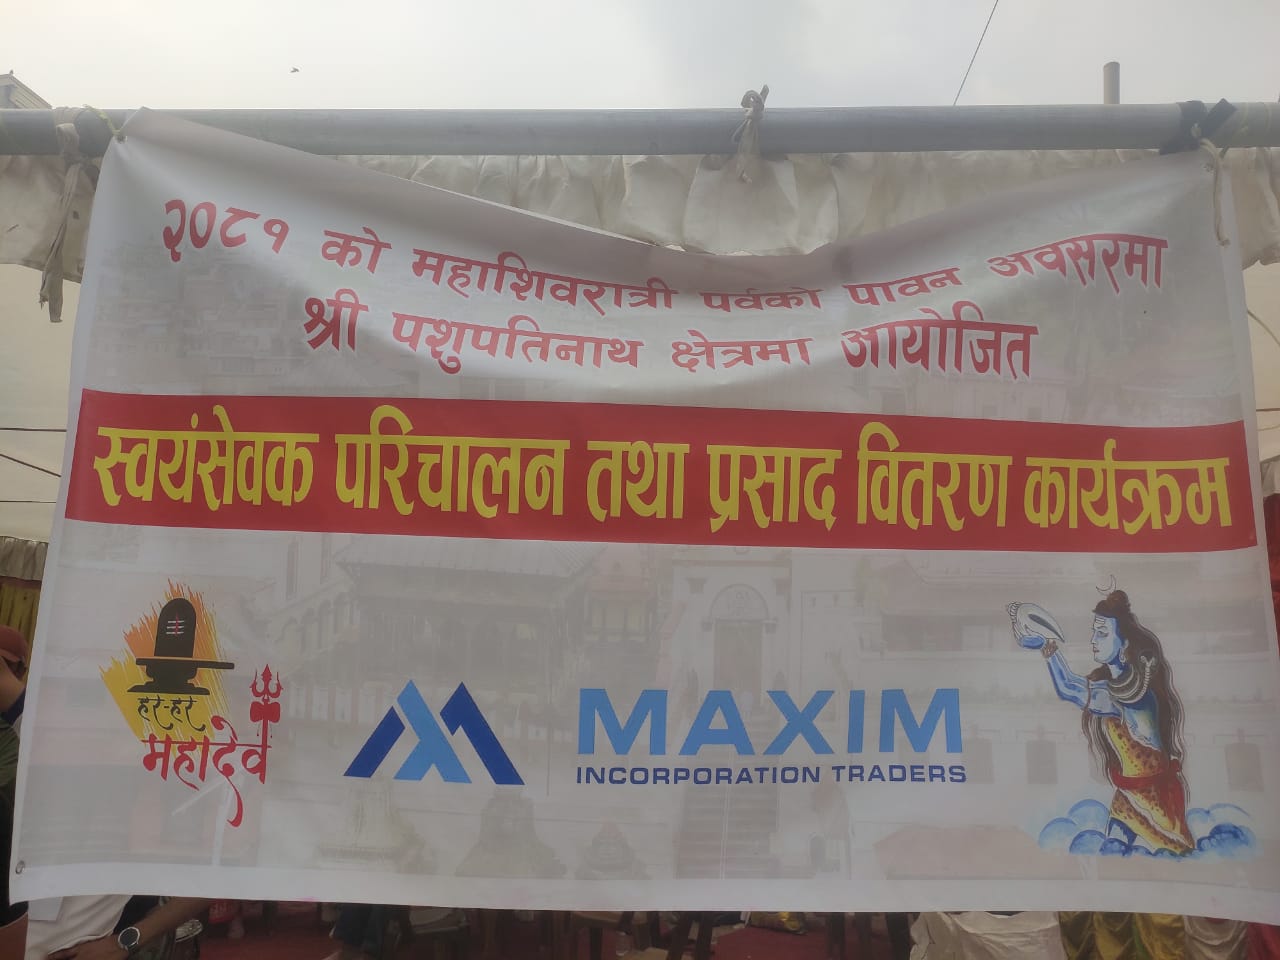 २०८१ को महाशिवरात्री पर्वको पावन अवसरमा
श्री पशुपतिनाथ क्षेत्रमा आयोजित
स्वयंसेवक परिचालन तथा प्रसाद वितरण कार्यक्रम
हर-हर
महादेव
MAXIM
INCORPORATION TRADERS